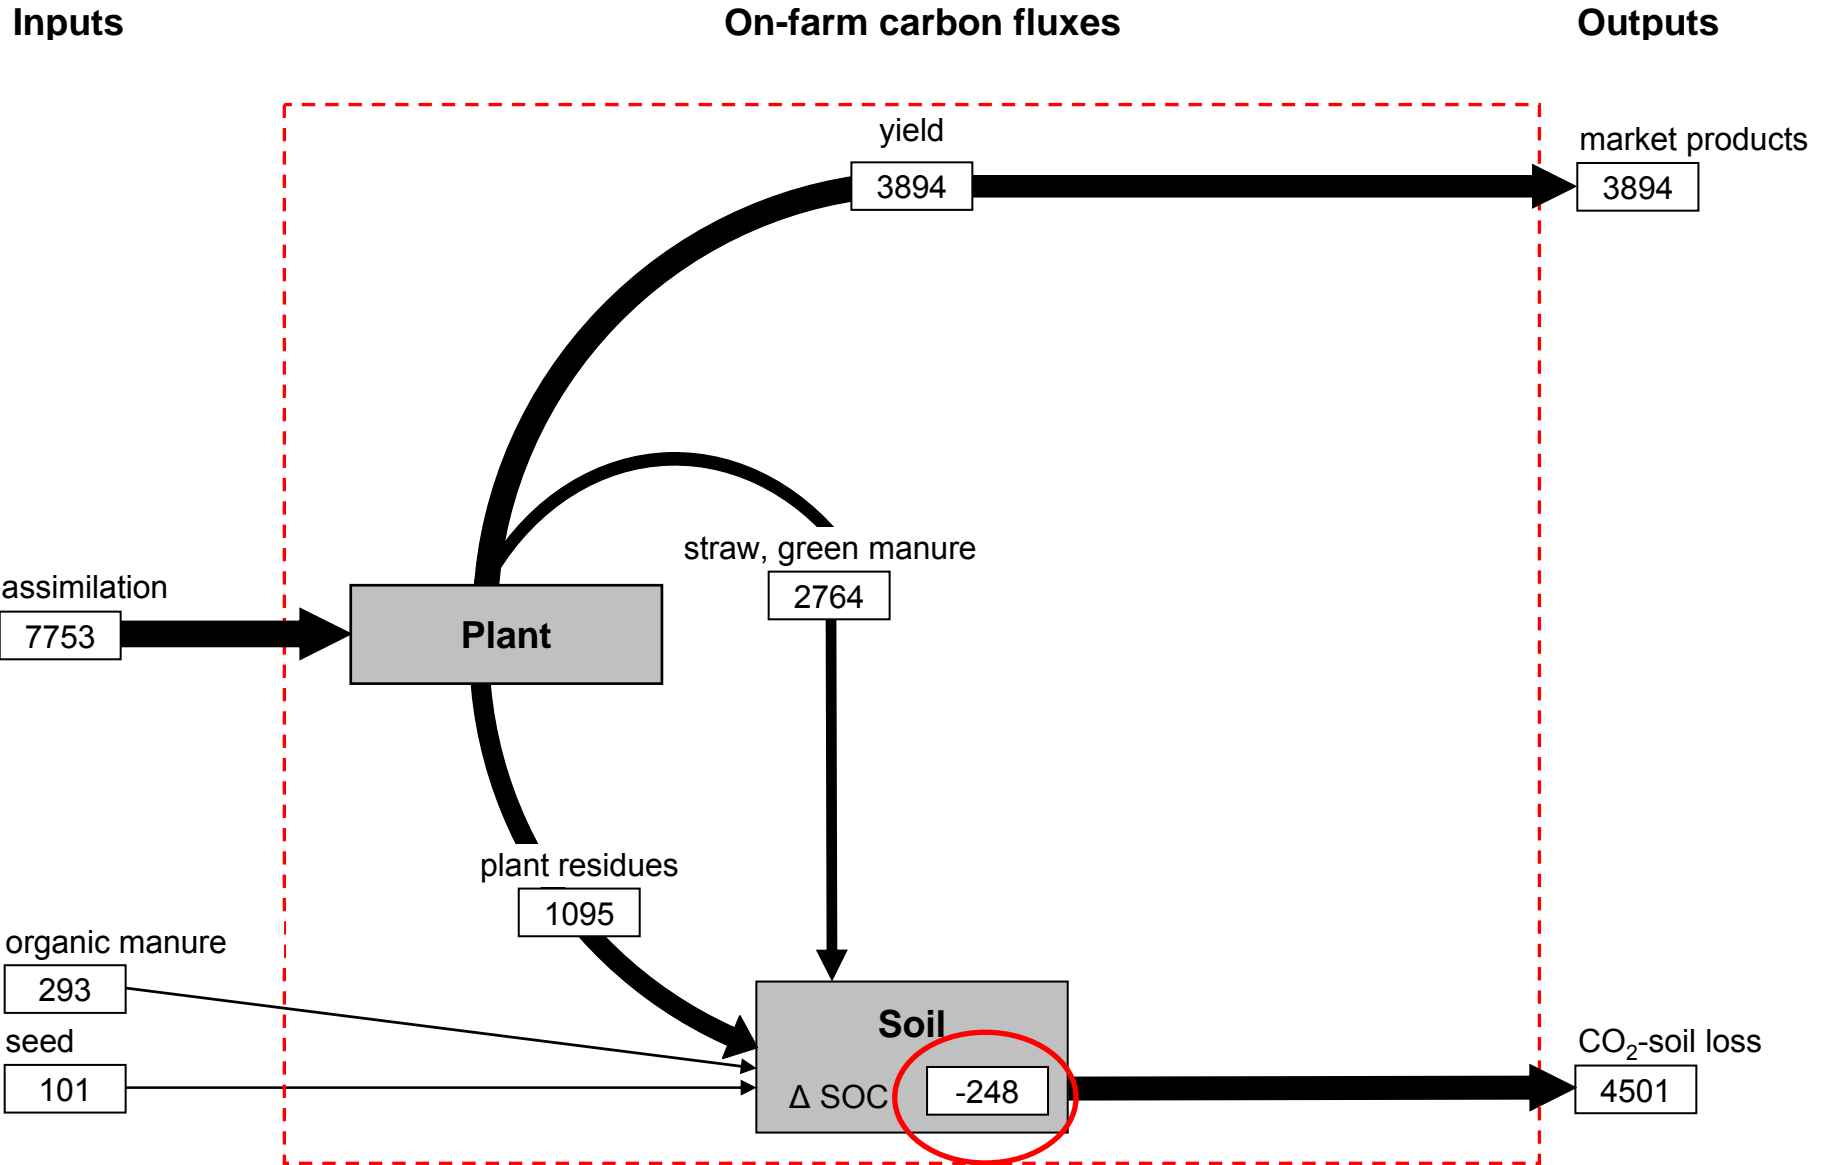 Inputs
On-farm carbon fluxes
Outputs
yield
3894
market products
3894
straw, green manure
2764
assimilation
7753
Plant
plant residues
1095
organic manure
293
seed
101
Soil
Δ SOC
-248
CO₂-soil loss
4501